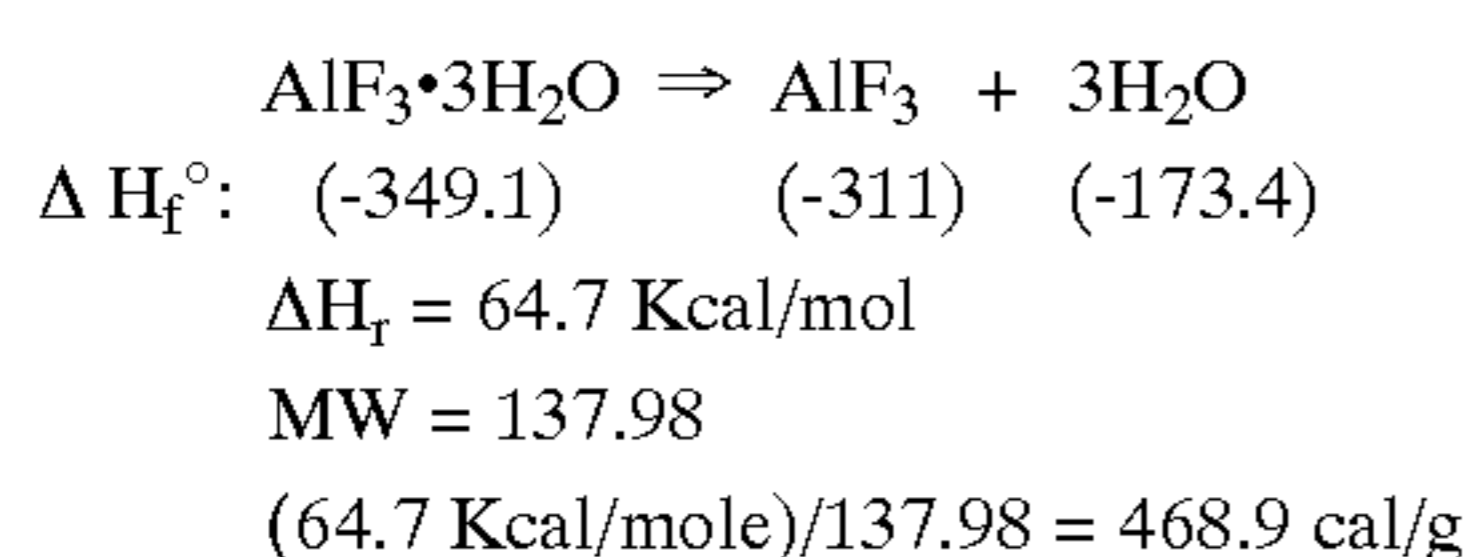 AlF₃•3H₂O ⇒ AlF₃ + 3H₂O
Δ H_f°: (-349.1) (-311) (-173.4)
ΔHᵣ = 64.7 Kcal/mol
MW = 137.98
(64.7 Kcal/mole)/137.98 = 468.9 cal/g